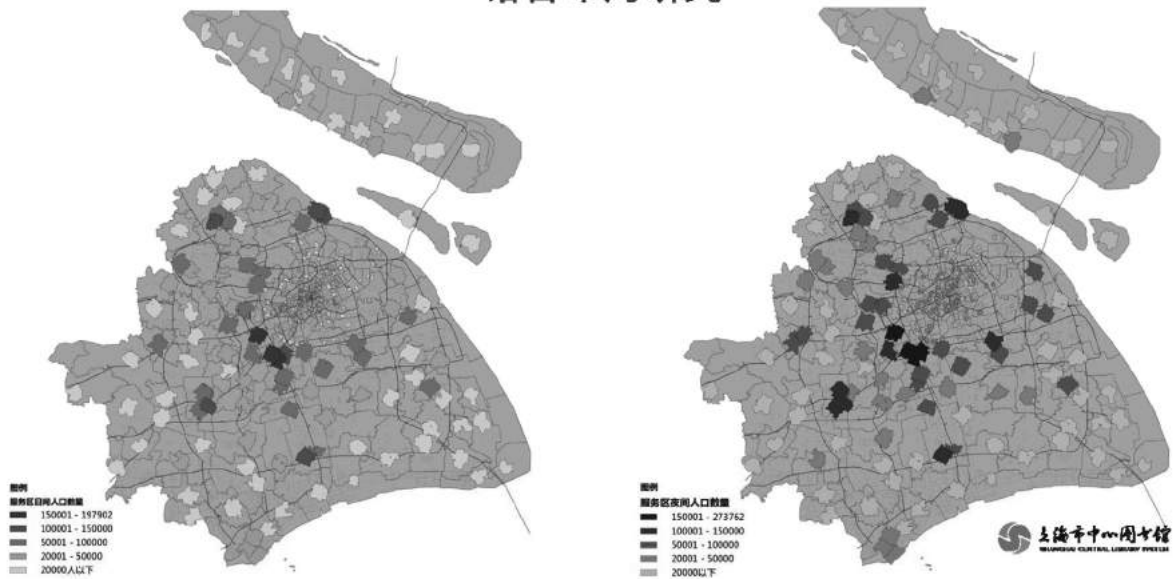 图例
服务区日间人口数量
150001 - 197902
100001 - 150000
50001 - 100000
20001 - 50000
20000人以下
图例
服务区夜间人口数量
150001 - 273762
100001 - 150000
50001 - 100000
20001 - 50000
20000以下
上海市中心图书馆
CENTRAL LIBRARY SYSTEM